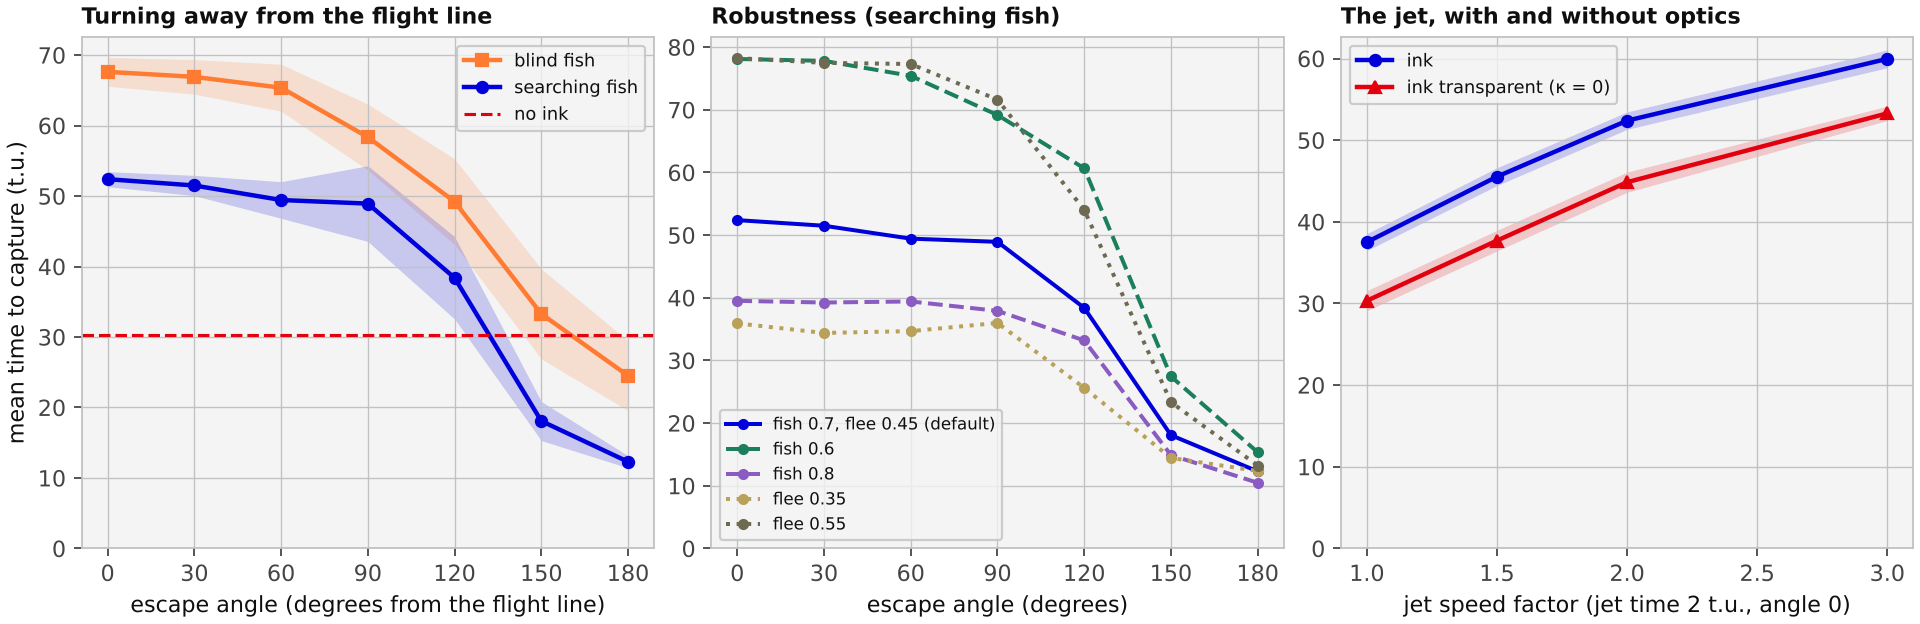 Turning away from the flight line
mean time to capture (t.u.)
70
60
50
40
30
20
10
0
blind fish
searching fish
no ink
0 30 60 90 120 150 180
escape angle (degrees from the flight line)
Robustness (searching fish)
80
70
60
50
40
30
20
10
0
fish 0.7, flee 0.45 (default)
fish 0.6
fish 0.8
flee 0.35
flee 0.55
0 30 60 90 120 150 180
escape angle (degrees)
The jet, with and without optics
60
50
40
30
20
10
0
ink
ink transparent (κ = 0)
1.0 1.5 2.0 2.5 3.0
jet speed factor (jet time 2 t.u., angle 0)